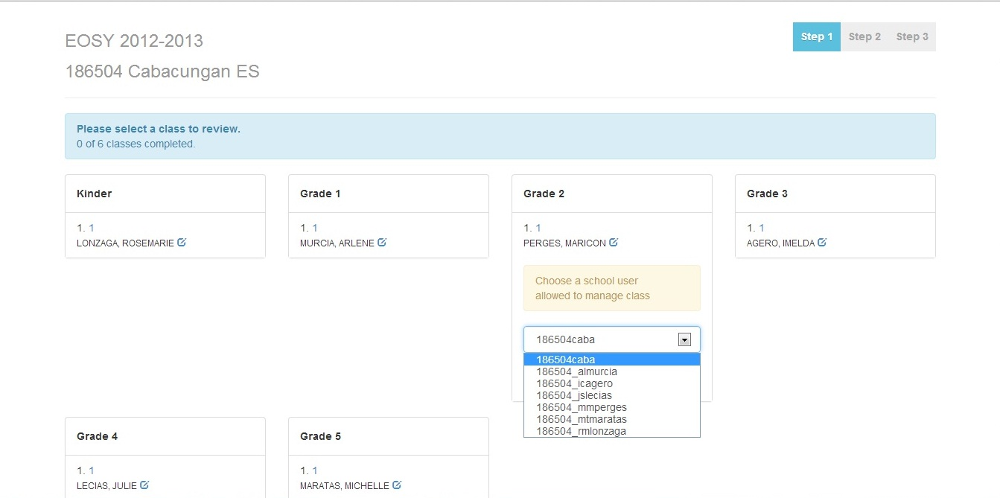 EOSY 2012-2013
Step 1 Step 2 Step 3
186504 Cabacungan ES
Please select a class to review.
0 of 6 classes completed.
Kinder
1. 1
LONZAGA, ROSEMARIE
Grade 1
1. 1
MURCIA, ARLENE
Grade 2
1. 1
PERGES, MARICON
Choose a school user
allowed to manage class
186504caba
186504caba
186504_almurcia
186504_icagero
186504_jslecias
186504_mmperges
186504_mtmaratas
186504_rmlonzaga
Grade 3
1. 1
AGERO, IMELDA
Grade 4
1. 1
LECIAS, JULIE
Grade 5
1. 1
MARATAS, MICHELLE